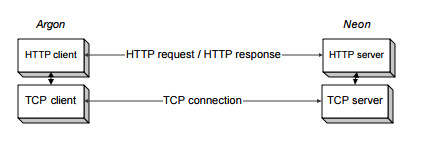 Argon Neon
HTTP client HTTP request / HTTP response HTTP server
TCP client TCP connection TCP server